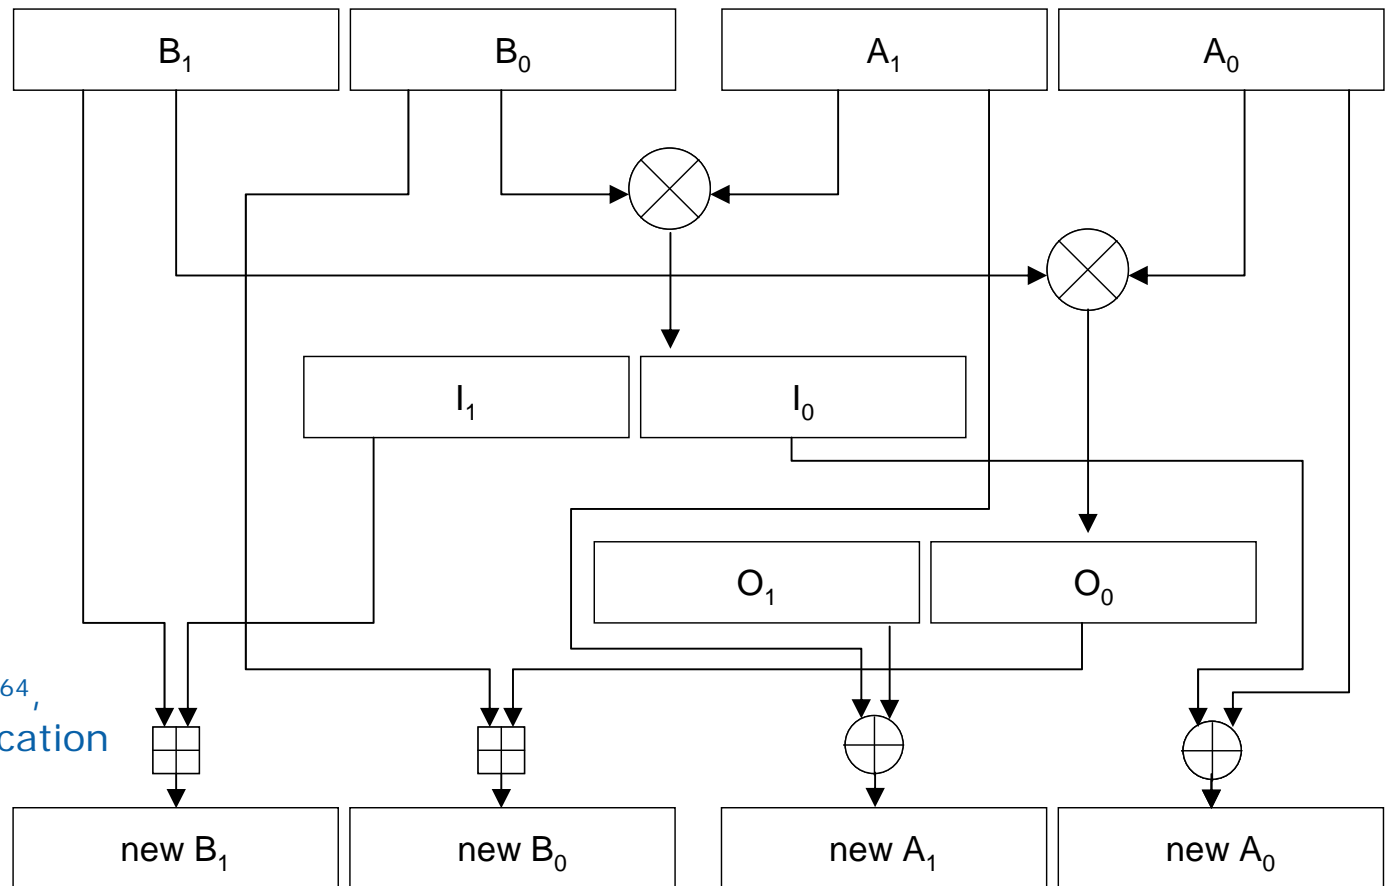 B₁ B₀ A₁ A₀
I₁ I₀
O₁ O₀
64,
cation
new B₁ new B₀ new A₁ new A₀